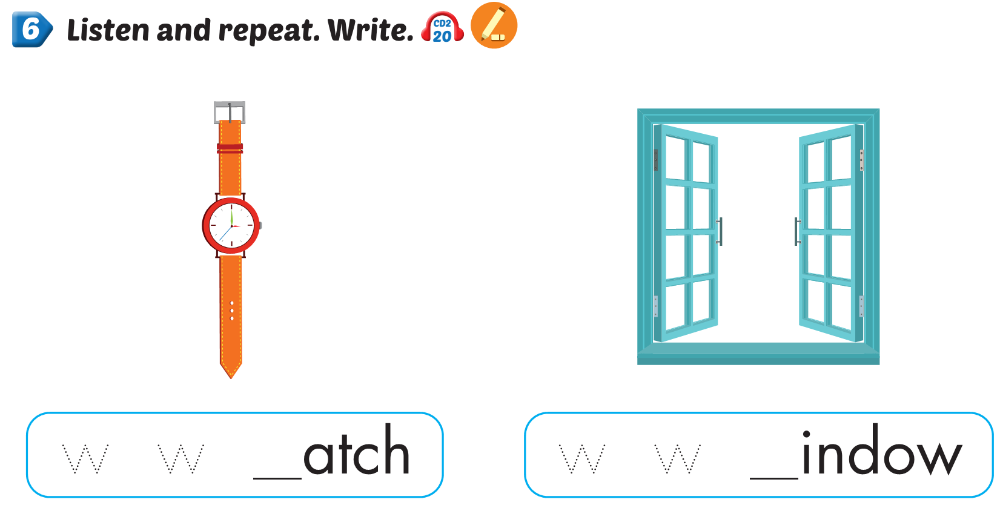 6 Listen and repeat. Write. CD2 20
w w __atch
w w __indow